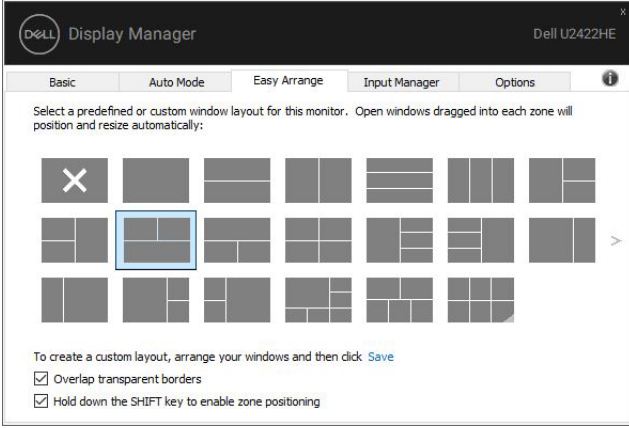 x
DELL Display Manager Dell U2422HE
Basic Auto Mode Easy Arrange Input Manager Options i
Select a predefined or custom window layout for this monitor. Open windows dragged into each zone will
position and resize automatically:
>
To create a custom layout, arrange your windows and then click Save
Overlap transparent borders
Hold down the SHIFT key to enable zone positioning